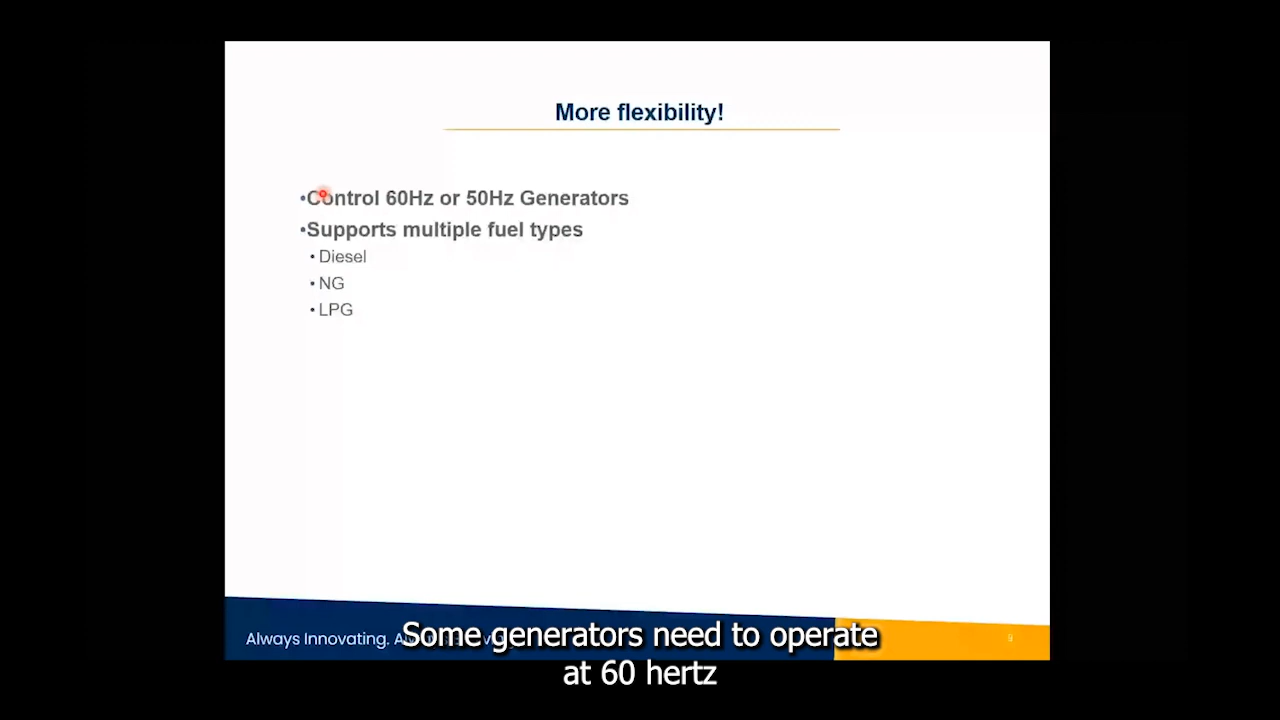 More flexibility!
•Control 60Hz or 50Hz Generators
•Supports multiple fuel types
• Diesel
• NG
• LPG
Always Innovating.
9
Some generators need to operate
at 60 hertz